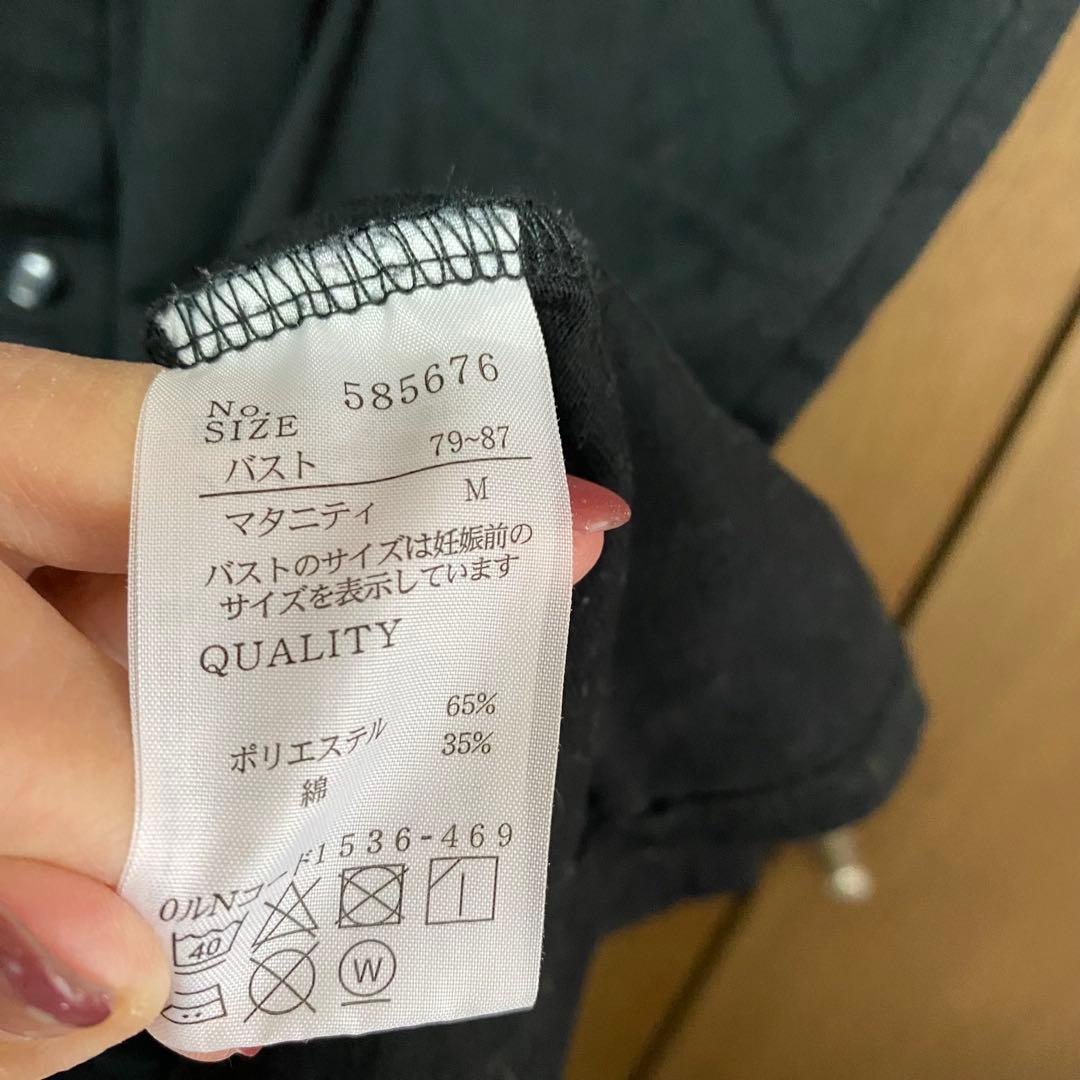 No. 585676
SIZE
バスト 79~87
マタニティ M
バストのサイズは妊娠前の
サイズを表示しています
QUALITY
ポリエステル 65%
綿 35%
1536-469
40
W